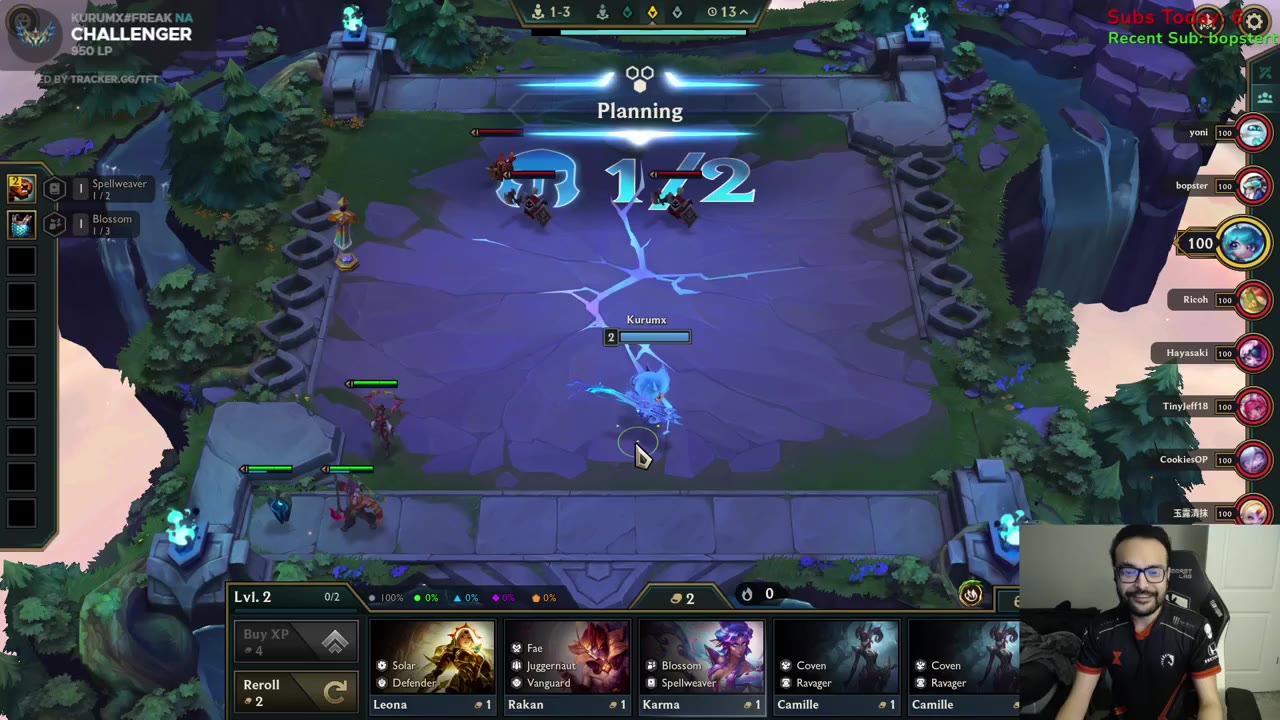 KURUMX#FREAK NA
CHALLENGER
950 LP
ED BY TRACKER.GG/TFT
1-3
13
Subs Today: 6
Recent Sub: bopster
Planning
1/2
2
1
Spellweaver
1 / 2
1
Blossom
1 / 3
Kurumx
2
yoni 100
bopster 100
100
Ricoh 100
Hayasaki 100
TinyJeff18 100
CookiesOP 100
玉露清抹 100
Lvl. 2
0/2
100%
0%
0%
0%
0%
2
0
Buy XP
4
Reroll
2
Solar
Defender
Leona 1
Fae
Juggernaut
Vanguard
Rakan 1
Blossom
Spellweaver
Karma 1
Coven
Ravager
Camille 1
Coven
Ravager
Camille